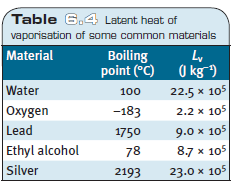 Table 6.4 Latent heat of
vaporisation of some common materials
Material Boiling point (°C) Lᵥ (J kg⁻¹)
Water 100 22.5 × 10⁵
Oxygen –183 2.2 × 10⁵
Lead 1750 9.0 × 10⁵
Ethyl alcohol 78 8.7 × 10⁵
Silver 2193 23.0 × 10⁵